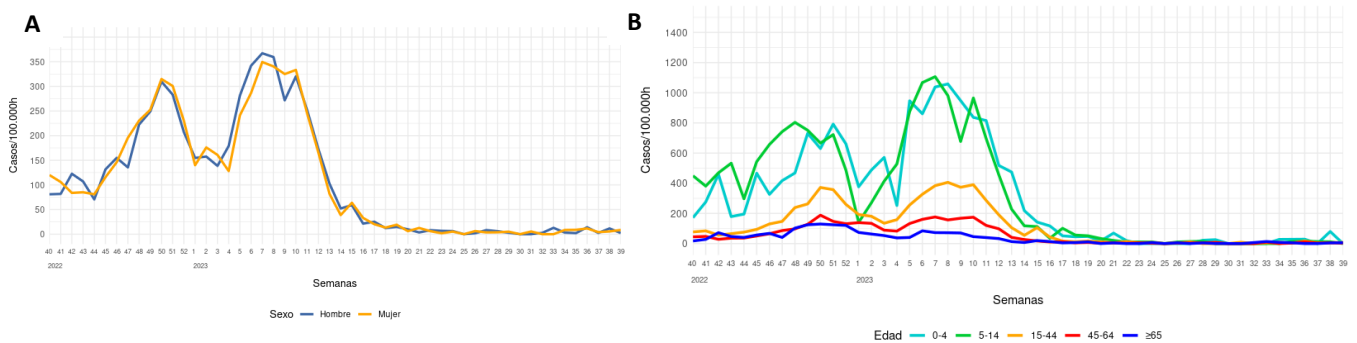 A
Casos/100.000h
350
300
250
200
150
100
50
0
40 41 42 43 44 45 46 47 48 49 50 51 52 1 2 3 4 5 6 7 8 9 10 11 12 13 14 15 16 17 18 19 20 21 22 23 24 25 26 27 28 29 30 31 32 33 34 35 36 37 38 39
2022 2023
Semanas
Sexo Hombre Mujer
B
Casos/100.000h
1400
1200
1000
800
600
400
200
0
40 41 42 43 44 45 46 47 48 49 50 51 52 1 2 3 4 5 6 7 8 9 10 11 12 13 14 15 16 17 18 19 20 21 22 23 24 25 26 27 28 29 30 31 32 33 34 35 36 37 38 39
2022 2023
Semanas
Edad 0-4 5-14 15-44 45-64 ≥65